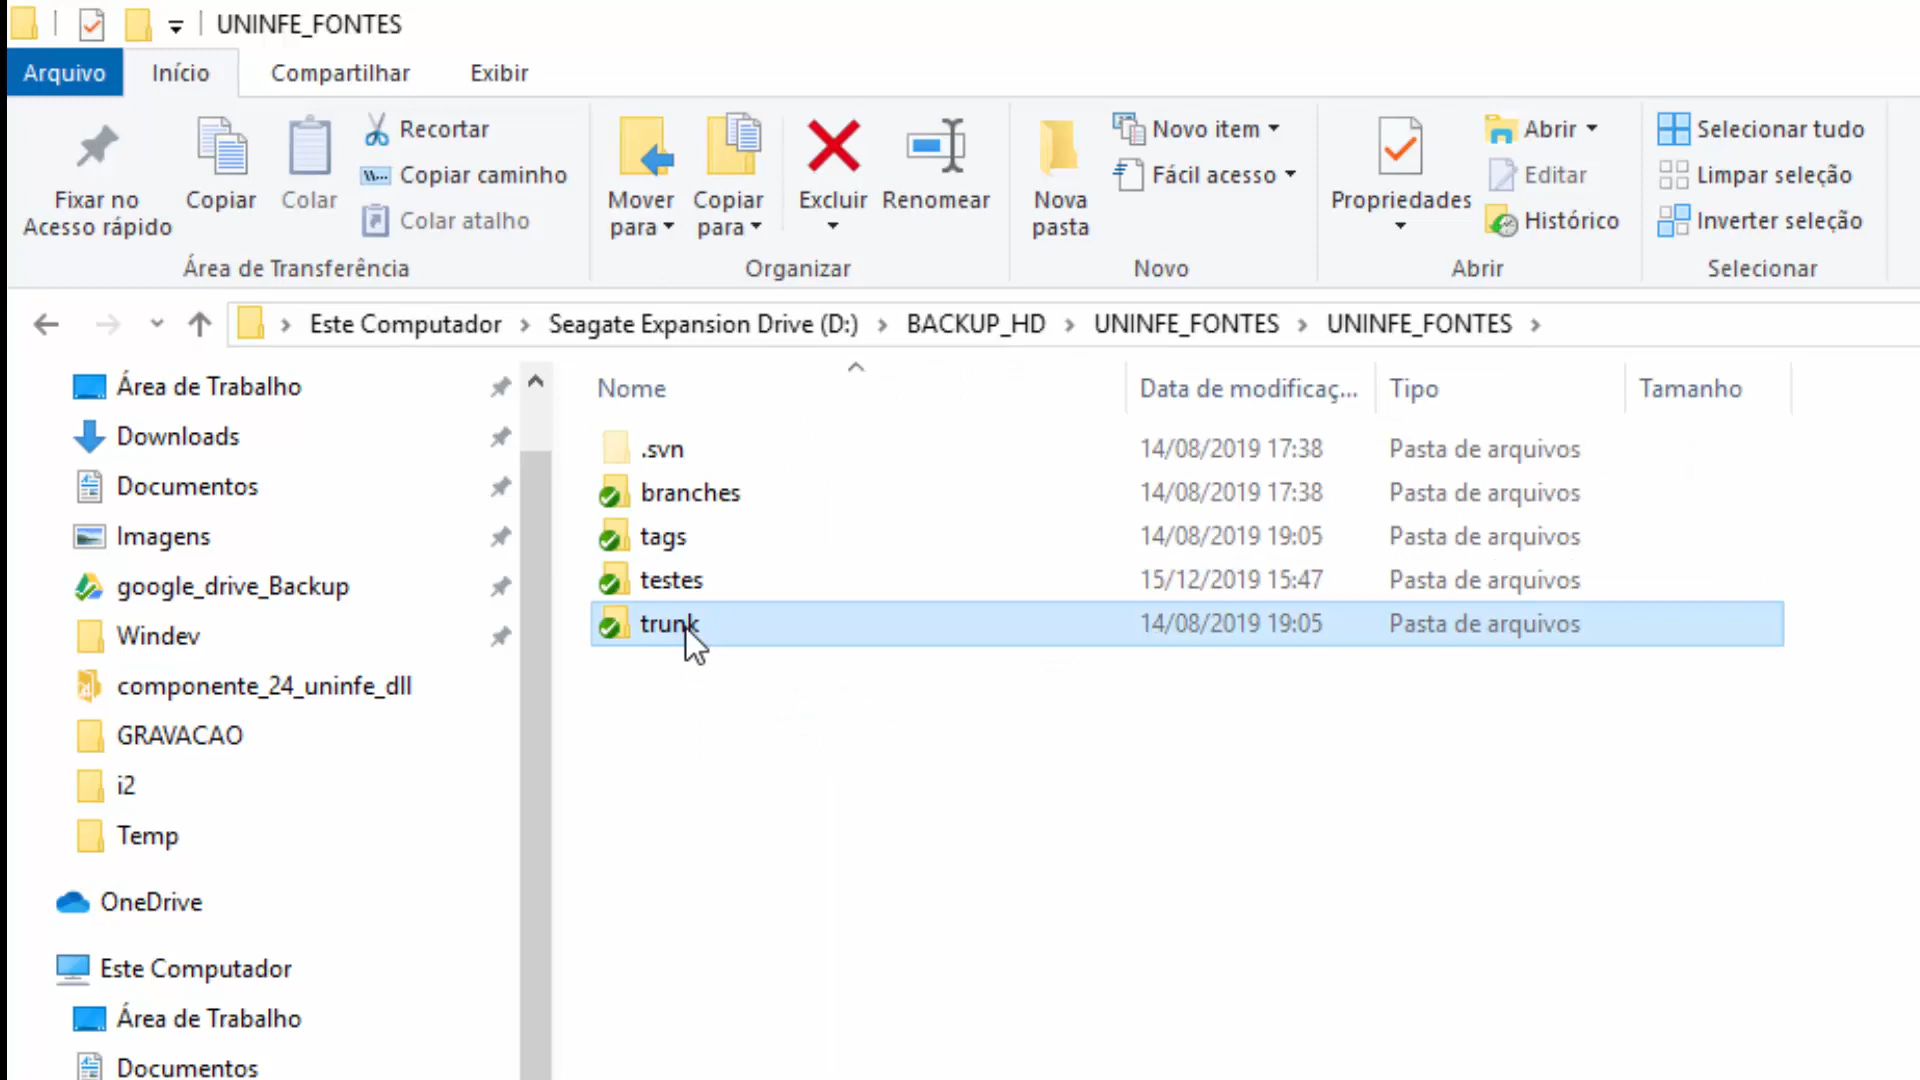 UNINFE_FONTES
Arquivo Início Compartilhar Exibir
Fixar no
Acesso rápido
Copiar
Colar
Recortar
Copiar caminho
Colar atalho
Área de Transferência
Mover
para
Copiar
para
Excluir
Renomear
Organizar
Nova
pasta
Novo item
Fácil acesso
Novo
Propriedades
Abrir
Editar
Histórico
Abrir
Selecionar tudo
Limpar seleção
Inverter seleção
Selecionar
Este Computador > Seagate Expansion Drive (D:) > BACKUP_HD > UNINFE_FONTES > UNINFE_FONTES >
Área de Trabalho
Downloads
Documentos
Imagens
google_drive_Backup
Windev
componente_24_uninfe_dll
GRAVACAO
i2
Temp
OneDrive
Este Computador
Área de Trabalho
Documentos
Nome Data de modificaç... Tipo Tamanho
.svn 14/08/2019 17:38 Pasta de arquivos
branches 14/08/2019 17:38 Pasta de arquivos
tags 14/08/2019 19:05 Pasta de arquivos
testes 15/12/2019 15:47 Pasta de arquivos
trunk 14/08/2019 19:05 Pasta de arquivos